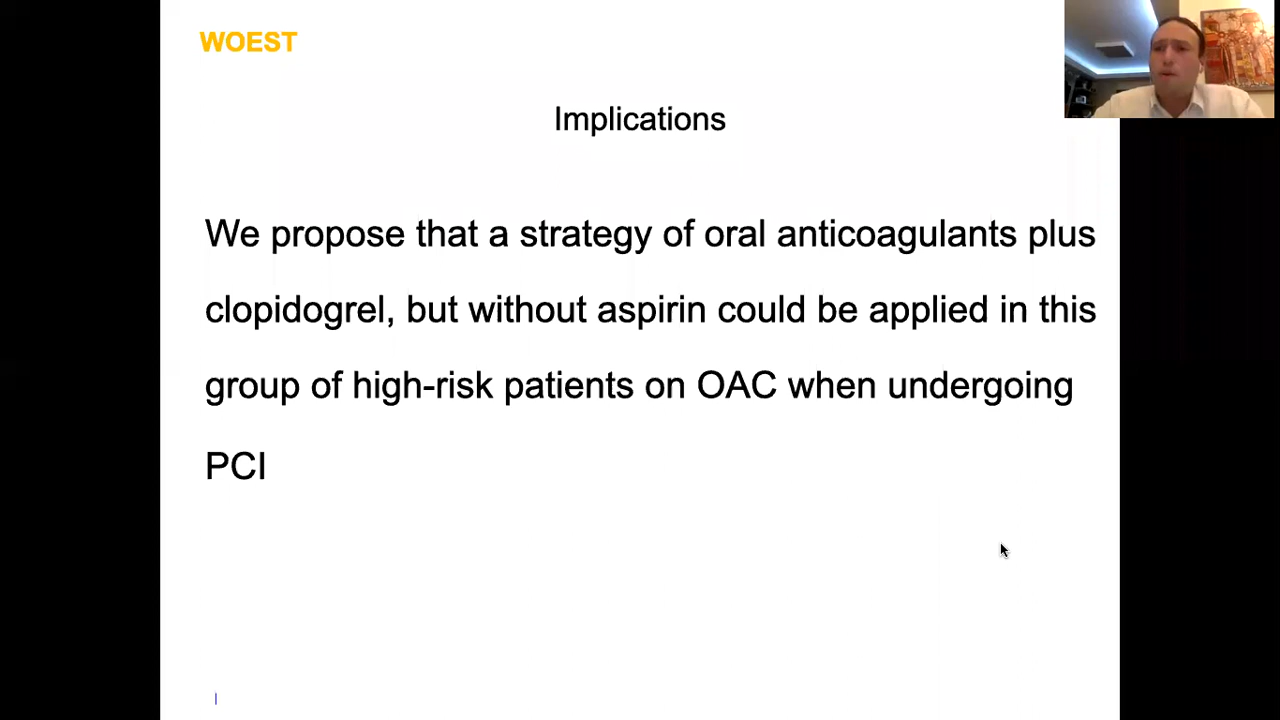 WOEST
Implications
We propose that a strategy of oral anticoagulants plus
clopidogrel, but without aspirin could be applied in this
group of high-risk patients on OAC when undergoing
PCI